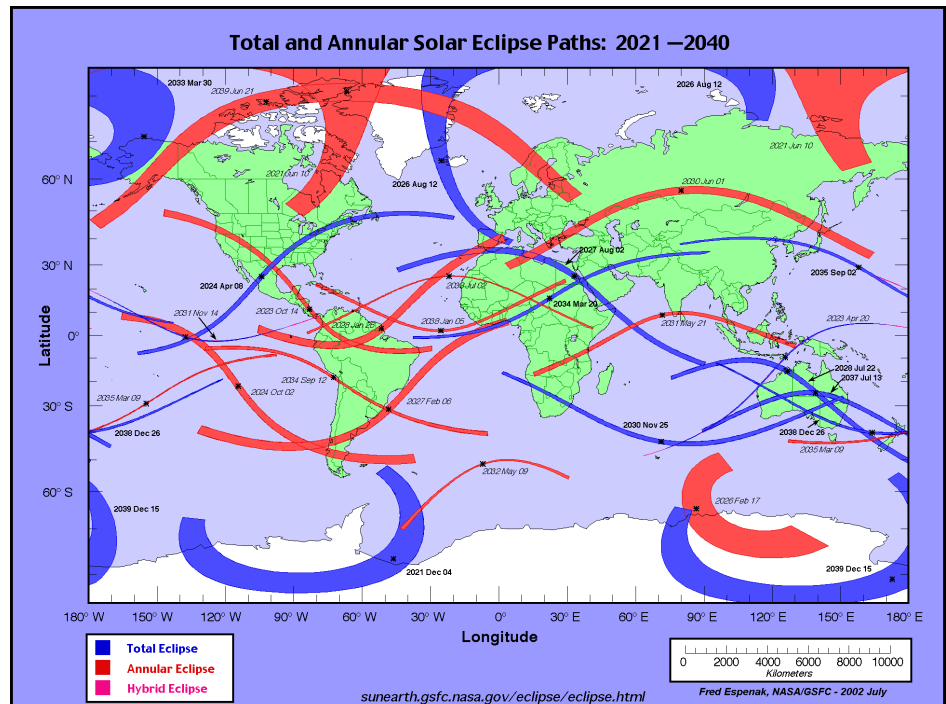 Total and Annular Solar Eclipse Paths: 2021 –2040
2033 Mar 30
2039 Jun 21
2026 Aug 12
2021 Jun 10
2021 Jun 10
2026 Aug 12
2030 Jun 01
2027 Aug 02
2035 Sep 02
2024 Apr 08
2034 Mar 20
2031 Nov 14
2023 Oct 14
2028 Jan 26
2038 Jan 05
2031 May 21
2023 Apr 20
2034 Sep 12
2028 Jul 22
2037 Jul 13
2035 Mar 09
2024 Oct 02
2027 Feb 06
2038 Dec 26
2030 Nov 25
2038 Dec 26
2035 Mar 09
2032 May 09
2026 Feb 17
2039 Dec 15
2021 Dec 04
2039 Dec 15
Latitude
60° N
30° N
0°
30° S
60° S
180° W 150° W 120° W 90° W 60° W 30° W 0° 30° E 60° E 90° E 120° E 150° E 180° E
Longitude
Total Eclipse
Annular Eclipse
Hybrid Eclipse
0 2000 4000 6000 8000 10000
Kilometers
sunearth.gsfc.nasa.gov/eclipse/eclipse.html
Fred Espenak, NASA/GSFC - 2002 July